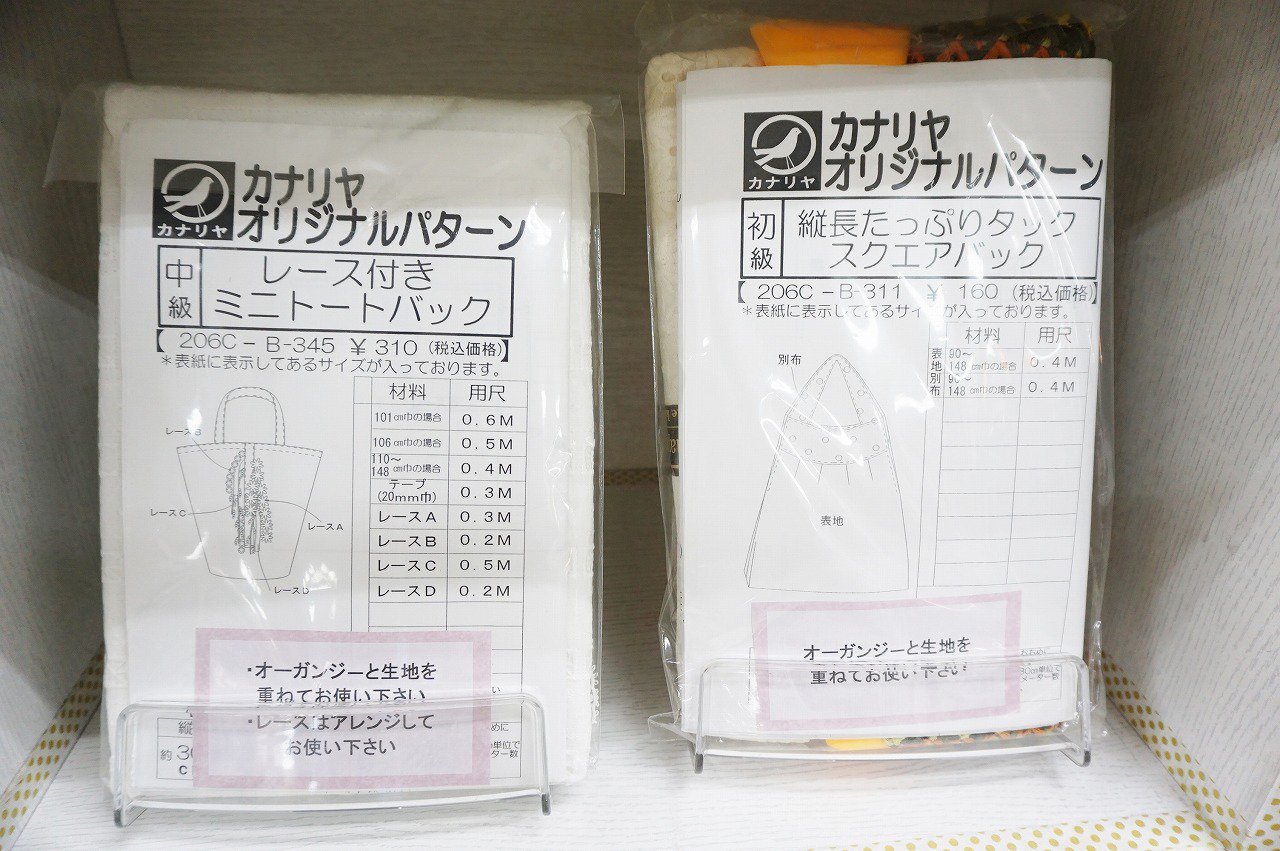 カナリヤ
カナリヤ
オリジナルパターン
中級
レース付き
ミニトートバック
【 206C－B-345 ￥310 (税込価格)】
＊表紙に表示してあるサイズが入っております。
材料 用尺
101㎝巾の場合 0.6M
106㎝巾の場合 0.5M
110～
148㎝巾の場合 0.4M
テープ
(20mm巾) 0.3M
レースA 0.3M
レースB 0.2M
レースC 0.5M
レースD 0.2M
レースB
レースC
レースA
レースD
・オーガンジーと生地を
重ねてお使い下さい
・レースはアレンジして
お使い下さい
縦
約
カナリヤ
カナリヤ
オリジナルパターン
初級
縦長たっぷりタック
スクエアバック
【 206C－B-311 ￥ 160 (税込価格)】
＊表紙に表示してあるサイズが入っております。
材料 用尺
表地 90～
148㎝巾の場合 0.4M
別布 90～
148㎝巾の場合 0.4M
別布
表地
オーガンジーと生地を
重ねてお使い下さい